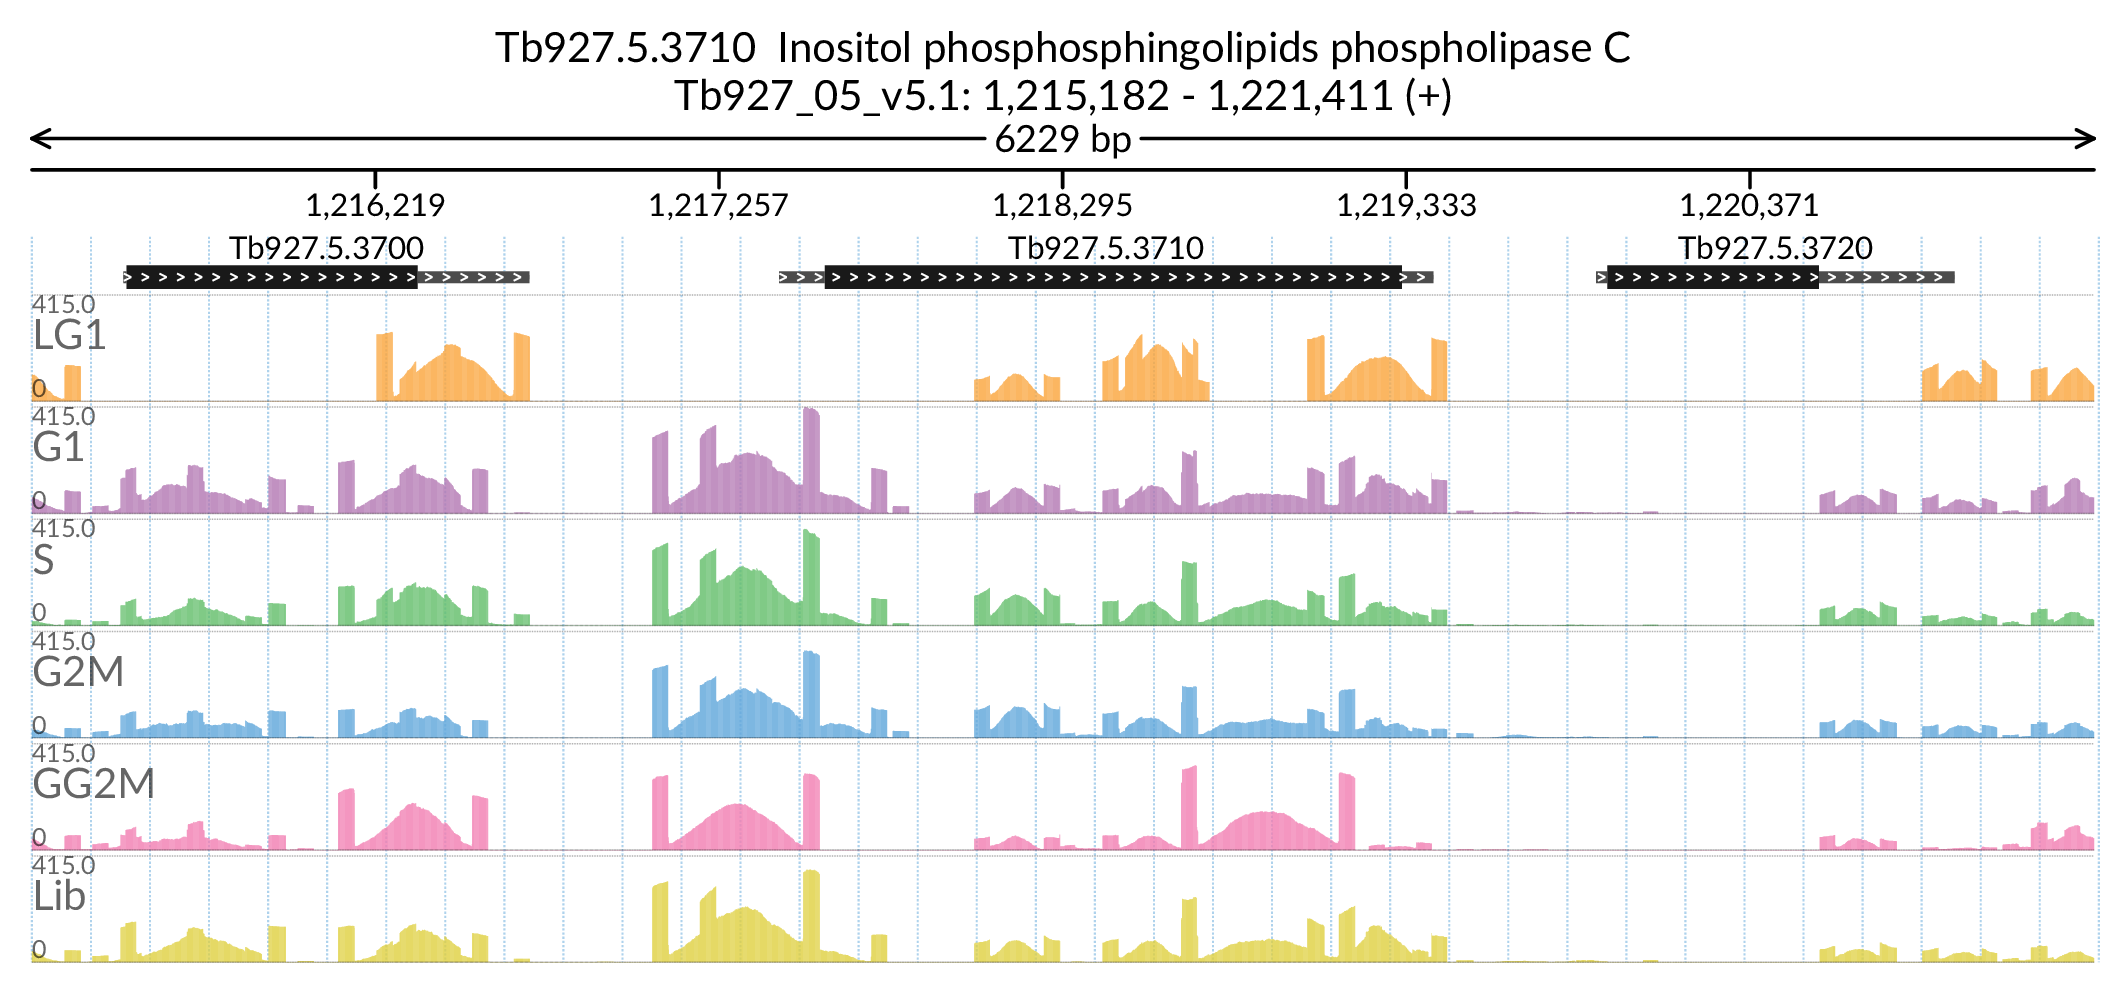 Tb927.5.3710 Inositol phosphosphingolipids phospholipase C
Tb927_05_v5.1: 1,215,182 - 1,221,411 (+)
6229 bp
1,216,219 1,217,257 1,218,295 1,219,333 1,220,371
Tb927.5.3700 Tb927.5.3710 Tb927.5.3720
415.0
LG1
0
415.0
G1
0
415.0
S
0
415.0
G2M
0
415.0
GG2M
0
415.0
Lib
0